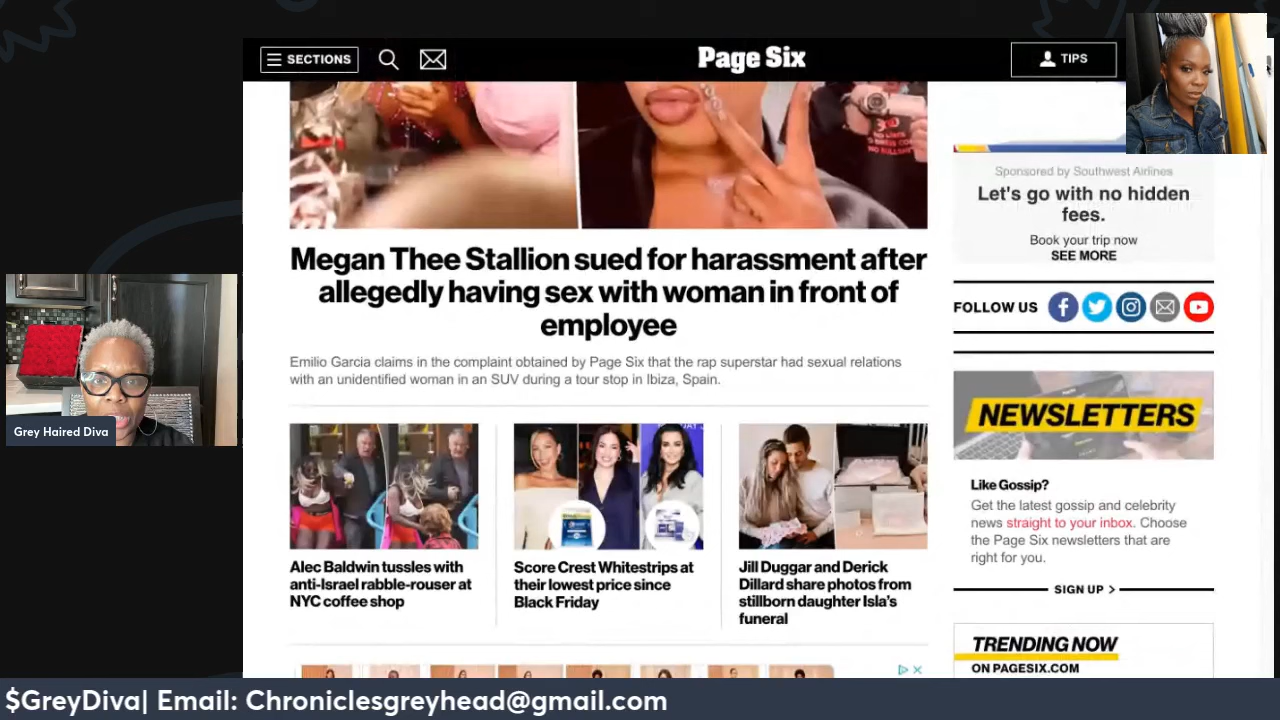 SECTIONS
Page Six
TIPS
Sponsored by Southwest Airlines
Let's go with no hidden
fees.
Book your trip now
SEE MORE
Megan Thee Stallion sued for harassment after
allegedly having sex with woman in front of
employee
Emilio Garcia claims in the complaint obtained by Page Six that the rap superstar had sexual relations
with an unidentified woman in an SUV during a tour stop in Ibiza, Spain.
FOLLOW US
NEWSLETTERS
Like Gossip?
Get the latest gossip and celebrity
news straight to your inbox. Choose
the Page Six newsletters that are
right for you.
SIGN UP >
Grey Haired Diva
Alec Baldwin tussles with
anti-Israel rabble-rouser at
NYC coffee shop
Score Crest Whitestrips at
their lowest price since
Black Friday
Jill Duggar and Derick
Dillard share photos from
stillborn daughter Isla's
funeral
TRENDING NOW
ON PAGESIX.COM
$GreyDiva| Email: Chroniclesgreyhead@gmail.com